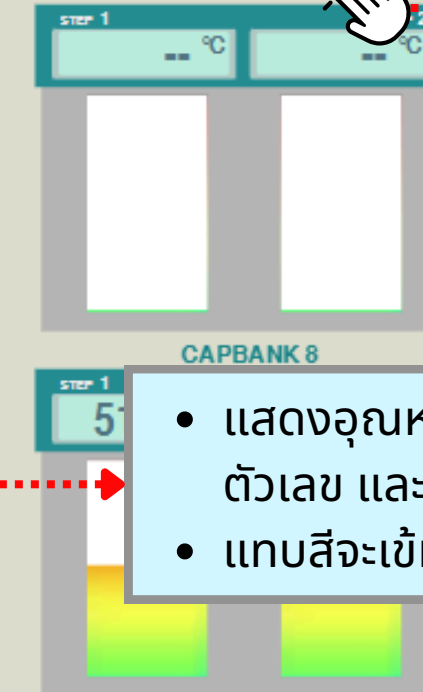 STEP 1
-- °C
-- °C
CAPBANK 8
STEP 1
• แสดงอุณห
ตัวเลข และ
• แทบสีจะเข้